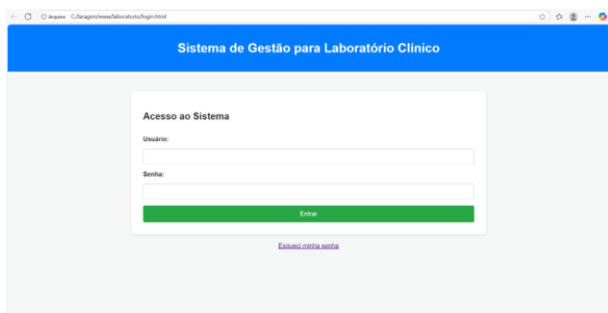 Arquivo C:/laragon/www/laboratorio/login.html
Sistema de Gestão para Laboratório Clínico
Acesso ao Sistema
Usuário:
Senha:
Entrar
Esqueci minha senha